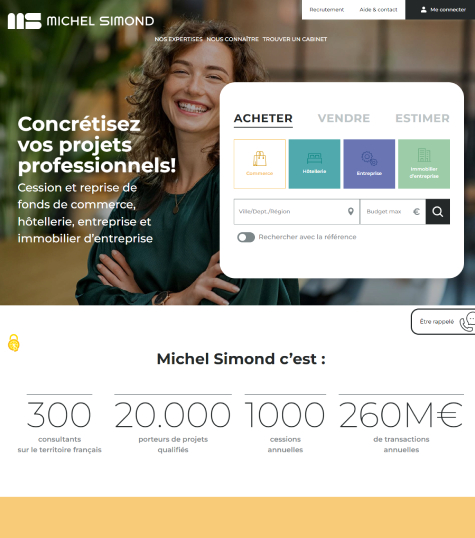 Recrutement
Aide & contact
Me connecter
MICHEL SIMOND
NOS EXPERTISES NOUS CONNAÎTRE TROUVER UN CABINET
Concrétisez
vos projets
professionnels!
Cession et reprise de
fonds de commerce,
hôtellerie, entreprise et
immobilier d'entreprise
ACHETER
VENDRE
ESTIMER
Commerce
Hôtellerie
Entreprise
Immobilier
d'entreprise
Ville/Dept./Région
Budget max €
Rechercher avec la référence
Être rappelé
Michel Simond c'est :
300
consultants
sur le territoire français
20.000
porteurs de projets
qualifiés
1000
cessions
annuelles
260M€
de transactions
annuelles